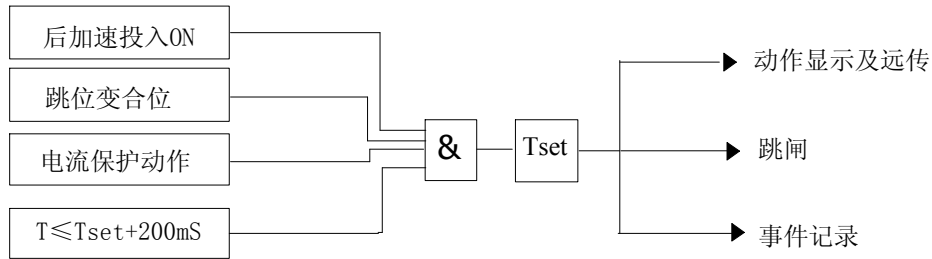 后加速投入ON
跳位变合位
电流保护动作
T≤Tset+200mS
&
Tset
动作显示及远传
跳闸
事件记录